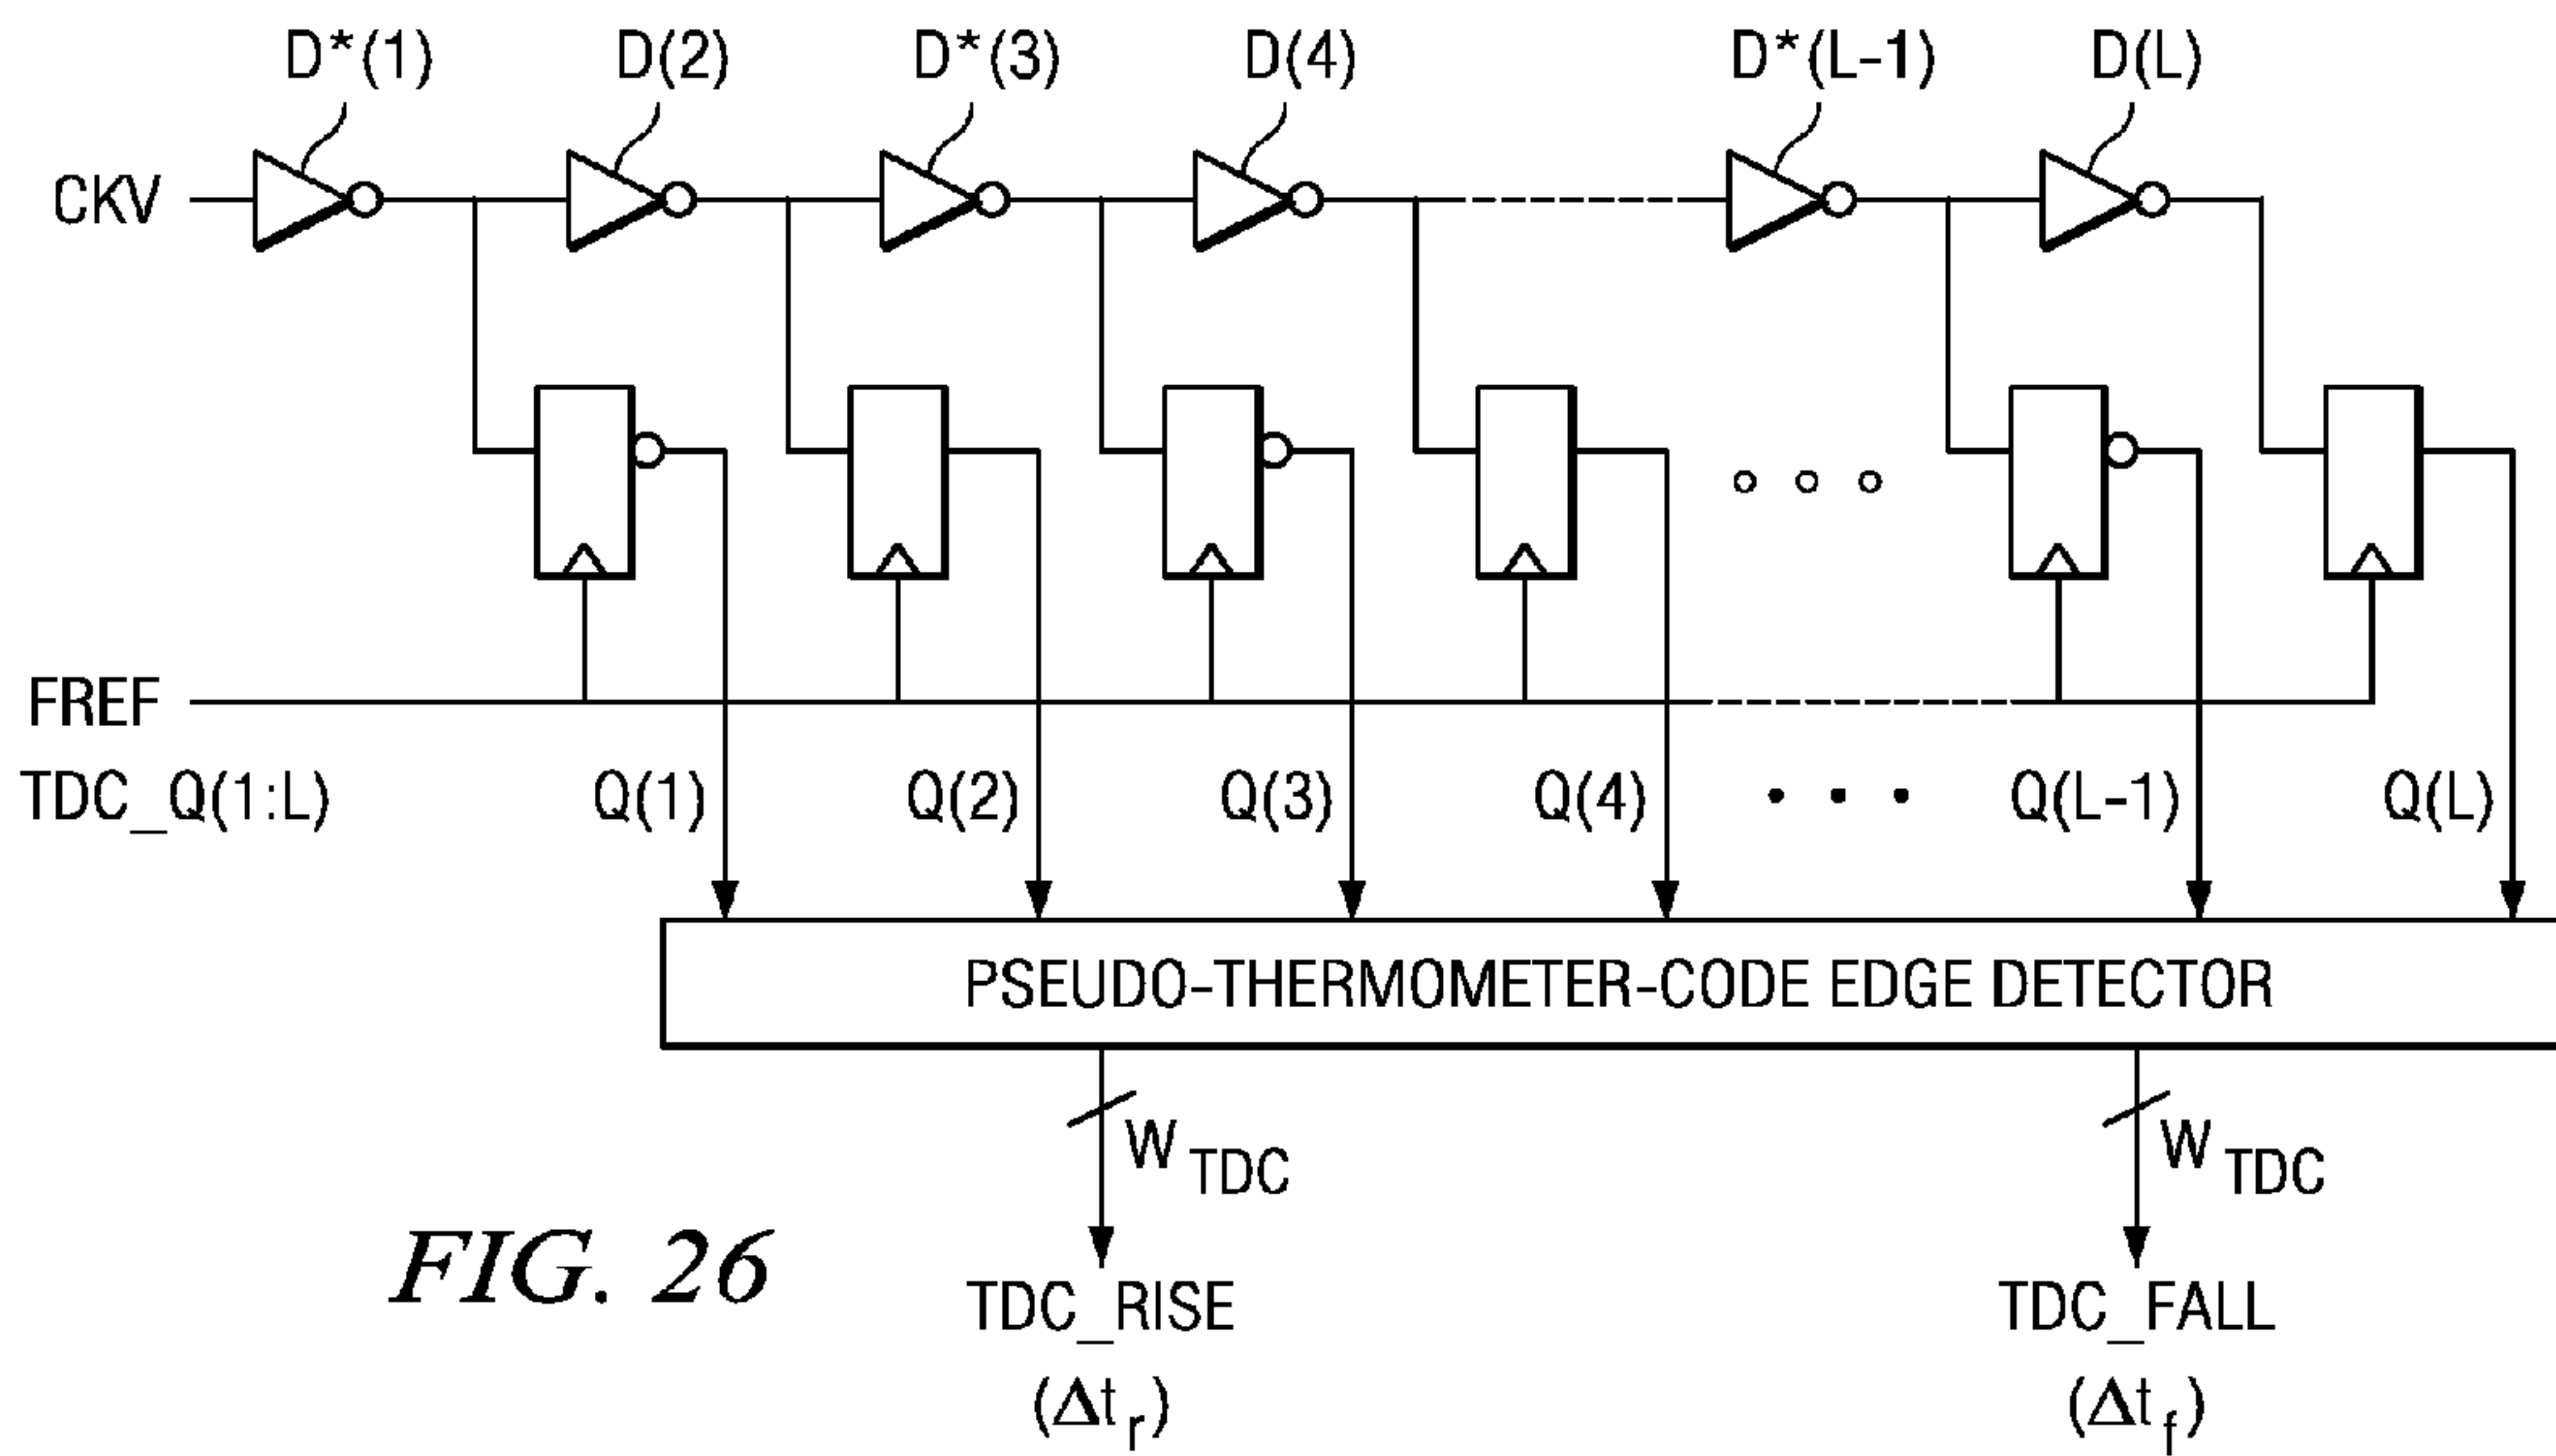 D*(1) D(2) D*(3) D(4) D*(L-1) D(L)
CKV
FREF
TDC_Q(1:L) Q(1) Q(2) Q(3) Q(4) • • • Q(L-1) Q(L)
PSEUDO-THERMOMETER-CODE EDGE DETECTOR
W TDC W TDC
FIG. 26
TDC_RISE TDC_FALL
(Δt r) (Δt f)